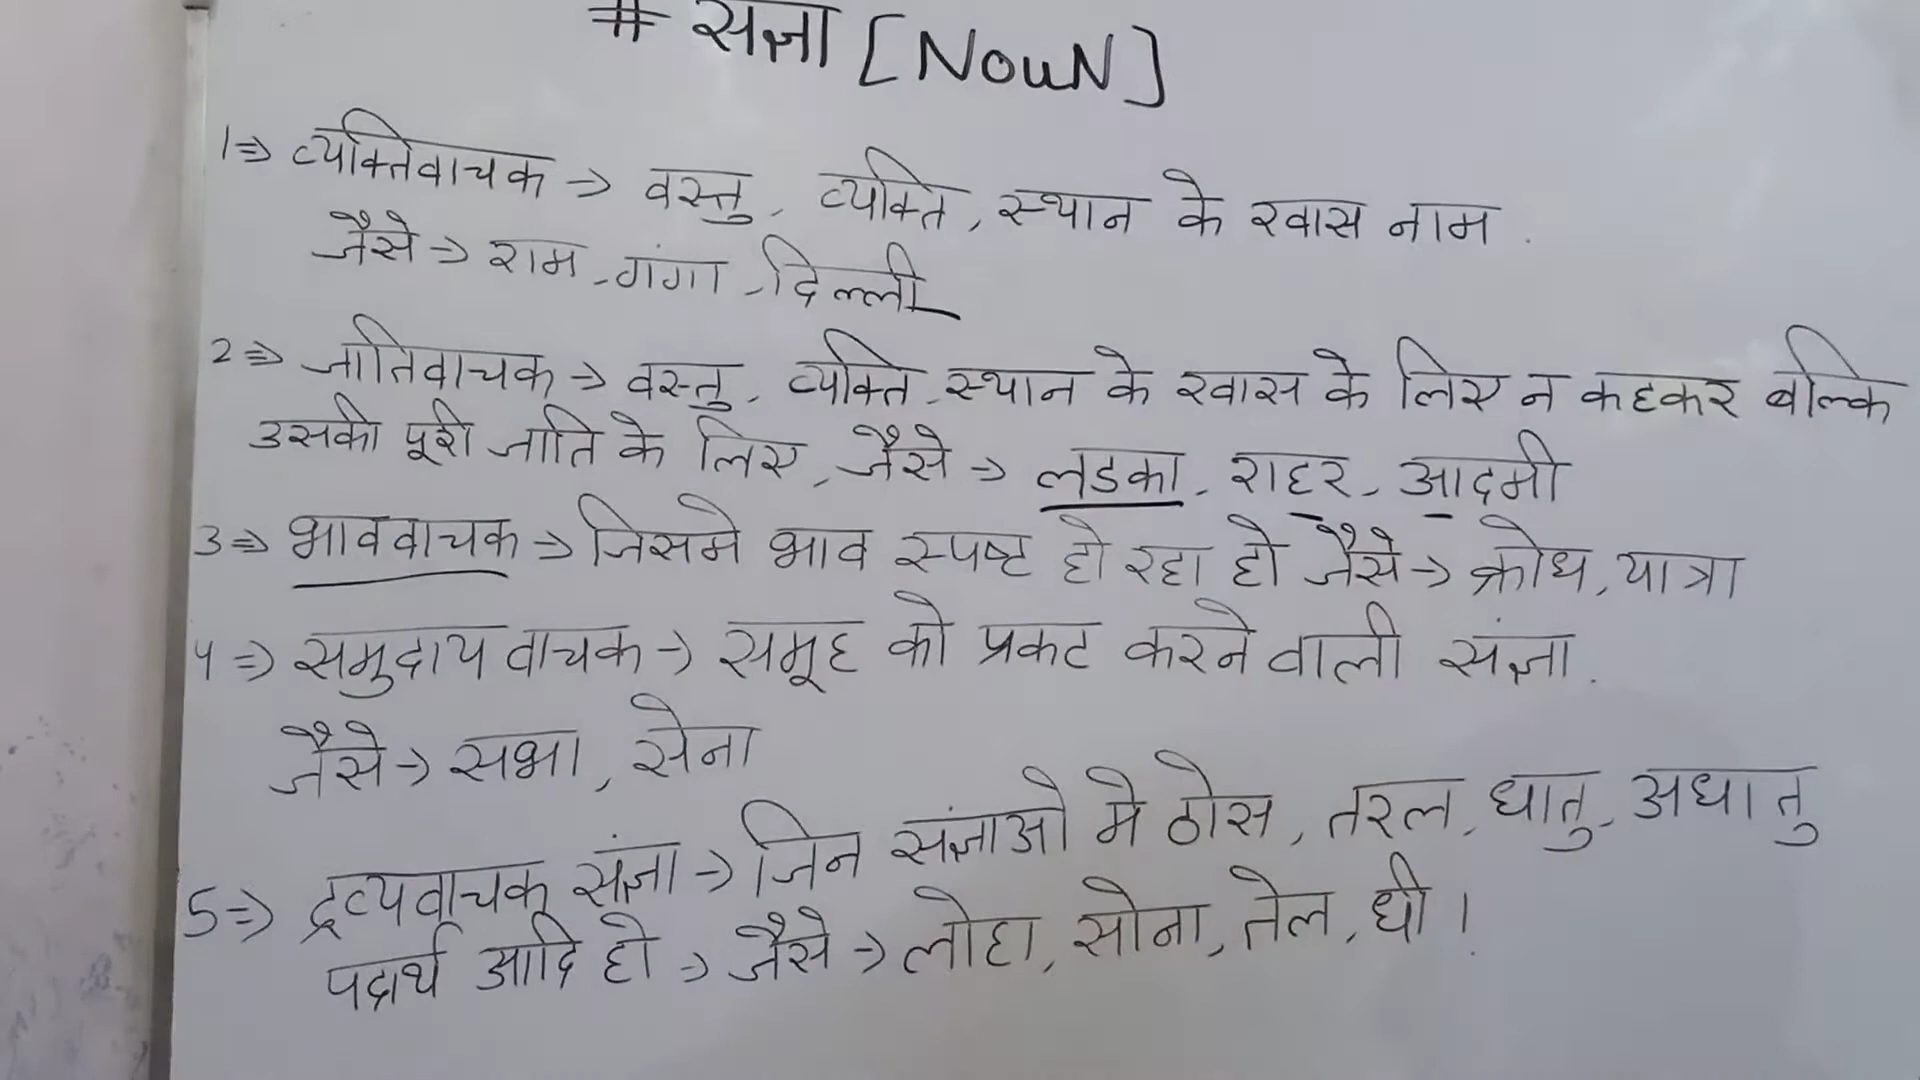 # संज्ञा [NouN]
1⇒ व्यक्तिवाचक → वस्तु, व्यक्ति, स्थान के खास नाम.
जैसे → राम, गंगा, दिल्ली
2⇒ जातिवाचक → वस्तु, व्यक्ति, स्थान के खास के लिए न कहकर बल्कि
उसकी पूरी जाति के लिए, जैसे → लडका, शहर, आदमी
3⇒ भाववाचक → जिसमे भाव स्पष्ट हो रहा हो जैसे → क्रोध, यात्रा
4⇒ समुदाय वाचक → समूह को प्रकट करने वाली संज्ञा.
जैसे → सभा, सेना
5⇒ द्रव्यवाचक संज्ञा → जिन संज्ञाओ मे ठोस, तरल, धातु, अधातु
पदार्थ आदि हो → जैसे → लोहा, सोना, तेल, घी।